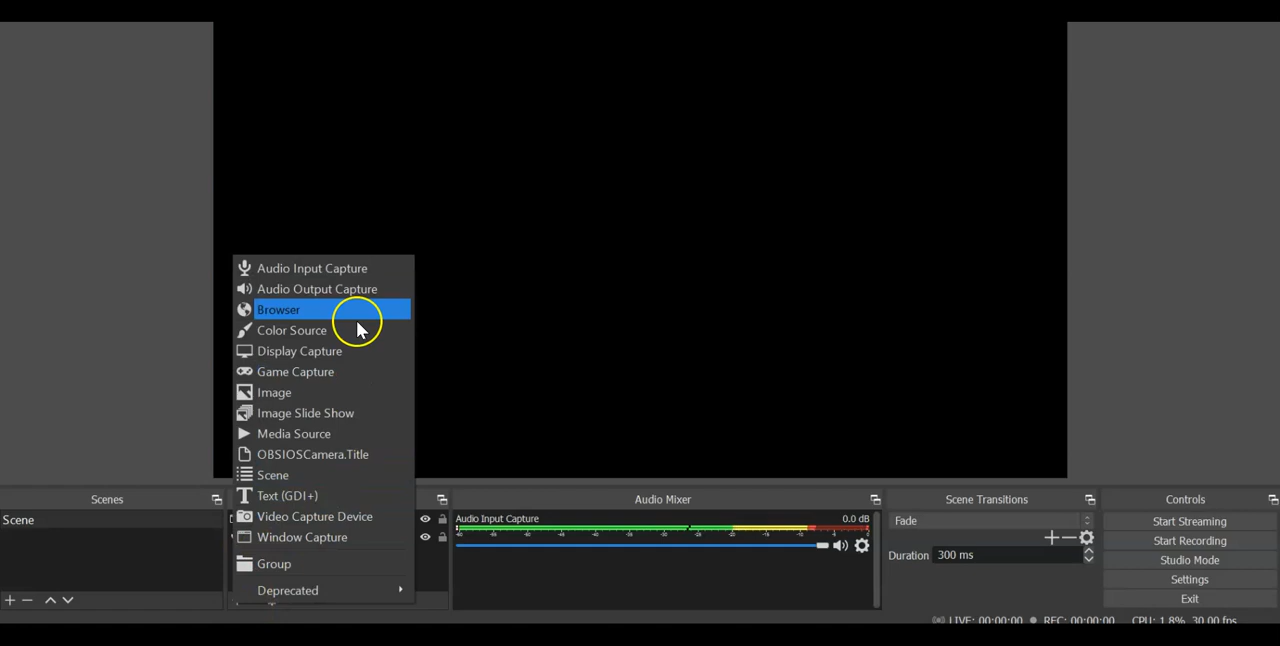 Audio Input Capture
Audio Output Capture
Browser
Color Source
Display Capture
Game Capture
Image
Image Slide Show
Media Source
OBSIOSCamera.Title
Scene
Text (GDI+)
Video Capture Device
Window Capture
Group
Deprecated
Scenes
Scene
Audio Mixer
Audio Input Capture
0.0 dB
Scene Transitions
Fade
Duration 300 ms
Controls
Start Streaming
Start Recording
Studio Mode
Settings
Exit
LIVE: 00:00:00 REC: 00:00:00 CPU: 1.8%, 30.00 fps